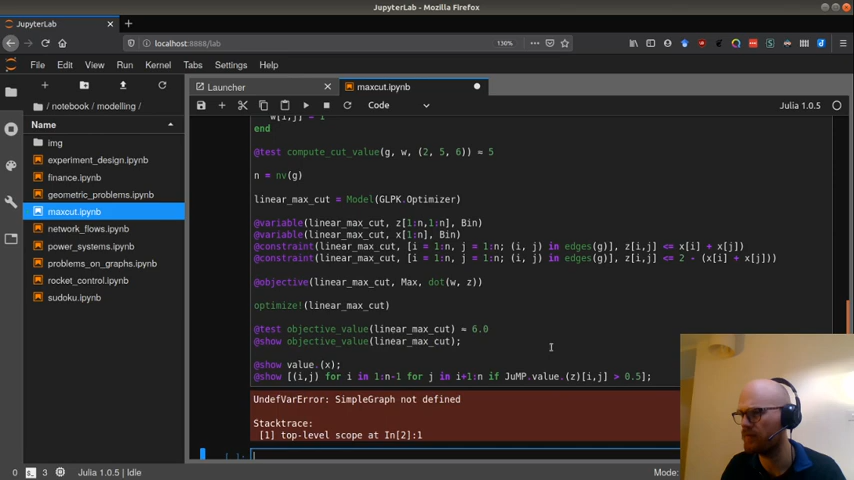 JupyterLab - Mozilla Firefox
JupyterLab
localhost:8888/lab
130%
File Edit View Run Kernel Tabs Settings Help
/ notebook / modelling /
Name
img
experiment_design.ipynb
finance.ipynb
geometric_problems.ipynb
maxcut.ipynb
network_flows.ipynb
power_systems.ipynb
problems_on_graphs.ipynb
rocket_control.ipynb
sudoku.ipynb
Launcher
maxcut.ipynb
Code
Julia 1.0.5
w[i,j] = 1
end
@test compute_cut_value(g, w, (2, 5, 6)) ≈ 5
n = nv(g)
linear_max_cut = Model(GLPK.Optimizer)
@variable(linear_max_cut, z[1:n,1:n], Bin)
@variable(linear_max_cut, x[1:n], Bin)
@constraint(linear_max_cut, [i = 1:n, j = 1:n; (i, j) in edges(g)], z[i,j] <= x[i] + x[j])
@constraint(linear_max_cut, [i = 1:n, j = 1:n; (i, j) in edges(g)], z[i,j] <= 2 - (x[i] + x[j]))
@objective(linear_max_cut, Max, dot(w, z))
optimize!(linear_max_cut)
@test objective_value(linear_max_cut) ≈ 6.0
@show objective_value(linear_max_cut);
@show value.(x);
@show [(i,j) for i in 1:n-1 for j in i+1:n if JuMP.value.(z)[i,j] > 0.5];
UndefVarError: SimpleGraph not defined
Stacktrace:
[1] top-level scope at In[2]:1
[ ]:
0
3
Julia 1.0.5 | Idle
Mode: